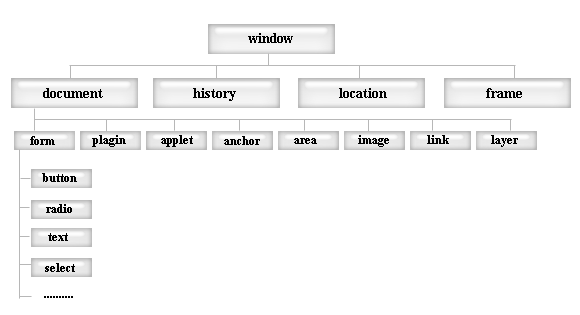 window
document history location frame
form plagin applet anchor area image link layer
button
radio
text
select
..........